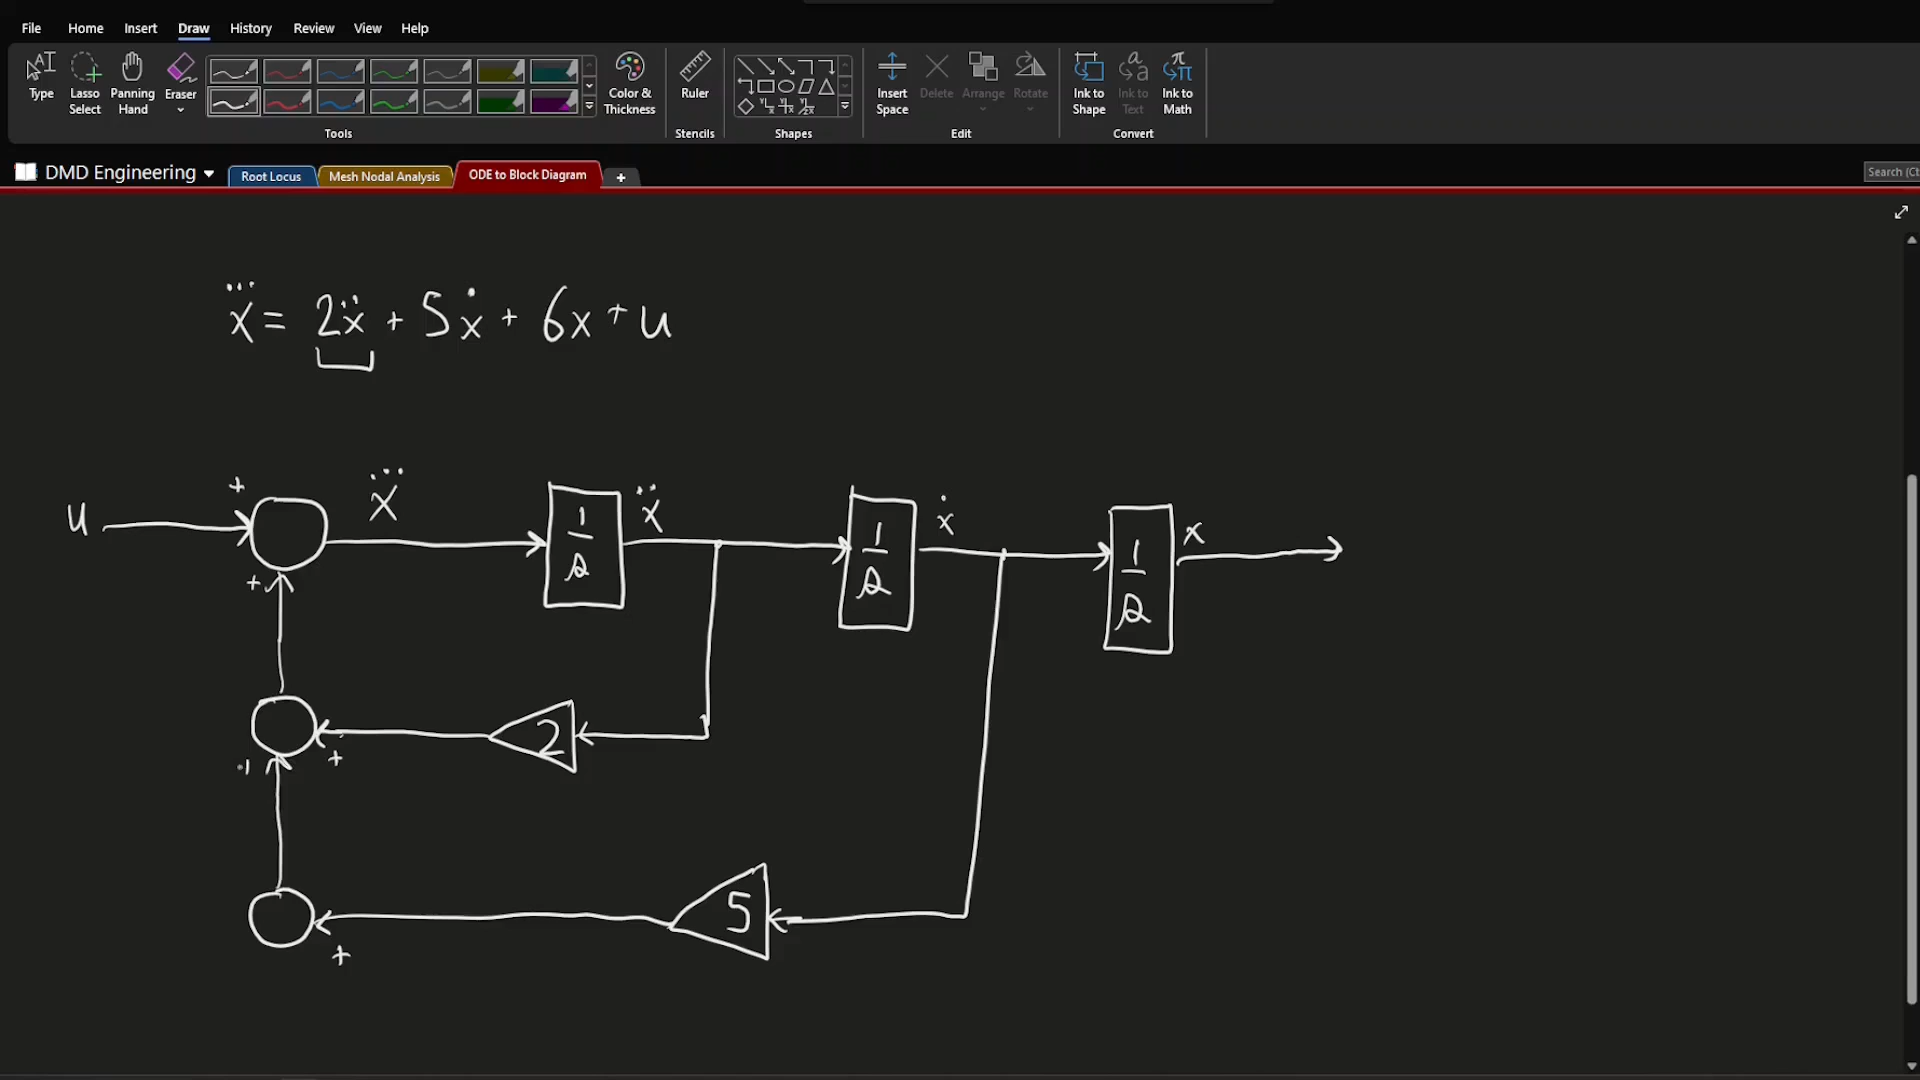 File Home Insert Draw History Review View Help
Type Lasso Select Panning Hand Eraser Color & Thickness Ruler Insert Space Delete Arrange Rotate Ink to Shape Ink to Text Ink to Math
Tools Stencils Shapes Edit Convert
DMD Engineering Root Locus Mesh Nodal Analysis ODE to Block Diagram + Search (Ct
x⃛ = 2ẍ + 5ẋ + 6x + u
u + x⃛ 1/s ẍ 1/s ẋ 1/s x
+
2
+ +
5
+